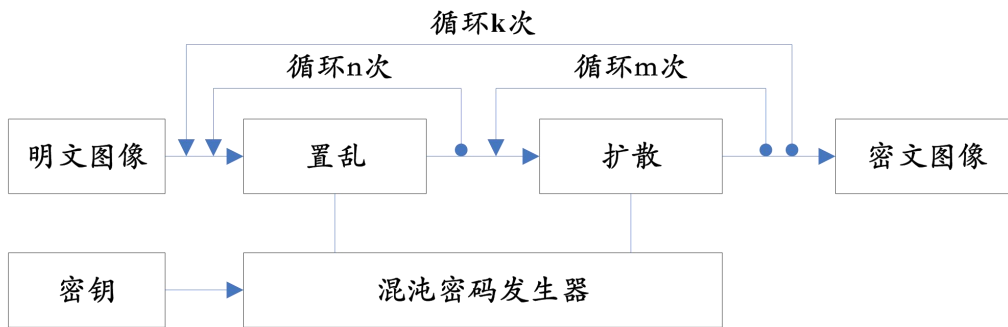 循环k次
循环n次
循环m次
明文图像
置乱
扩散
密文图像
密钥
混沌密码发生器